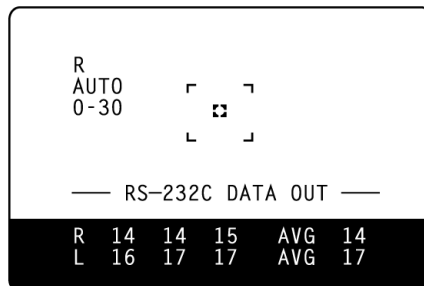 R
AUTO
0-30
RS-232C DATA OUT
R 14 14 15 AVG 14
L 16 17 17 AVG 17